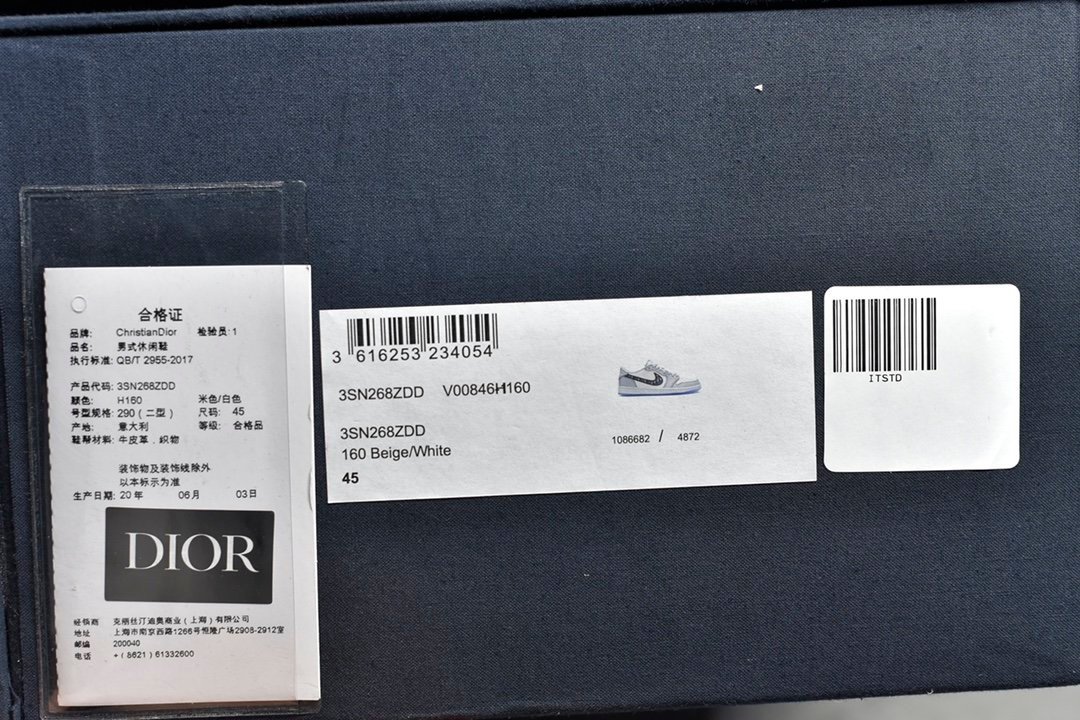 合格证
品牌: ChristianDior 检验员: 1
品名: 男式休闲鞋
执行标准: QB/T 2955-2017
产品代码: 3SN268ZDD
颜色: H160 米色/白色
号型规格: 290 (二型) 尺码: 45
产地: 意大利 等级: 合格品
鞋帮材料: 牛皮革, 织物
装饰物及装饰线除外
以本标示为准
生产日期: 20 年 06月 03日
DIOR
经销商 克丽丝汀迪奥商业 (上海) 有限公司
地址 上海市南京西路1266号恒隆广场2908-2912室
邮编 200040
电话 + (8621) 61332600
3 616253 234054
3SN268ZDD V00846H160
3SN268ZDD
160 Beige/White
45
1086682 / 4872
ITSTD